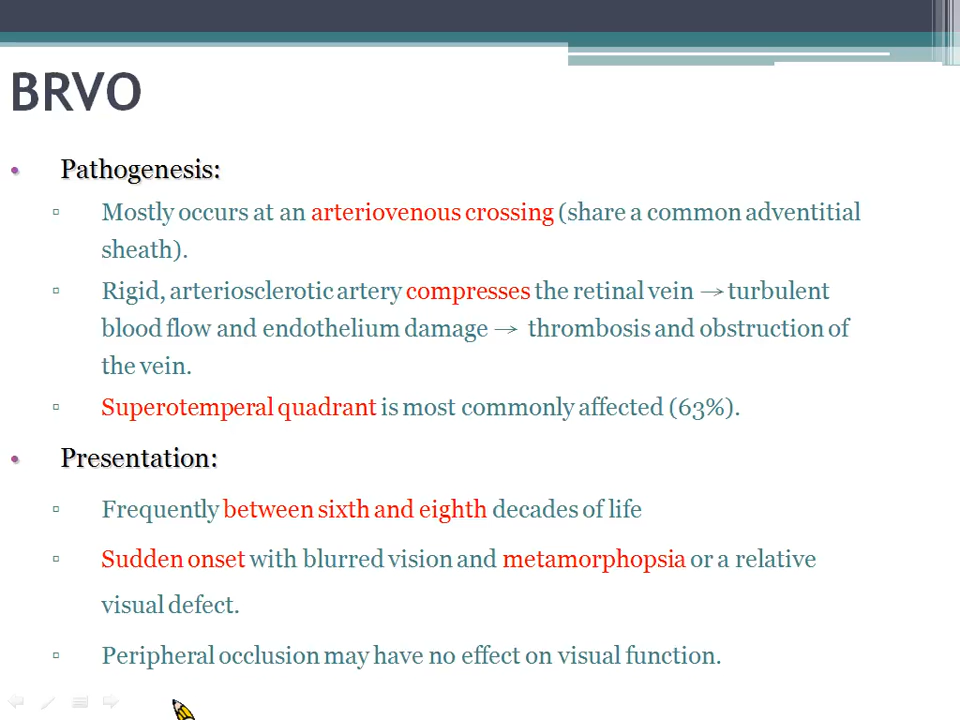 BRVO
• Pathogenesis:
▫ Mostly occurs at an arteriovenous crossing (share a common adventitial
sheath).
▫ Rigid, arteriosclerotic artery compresses the retinal vein → turbulent
blood flow and endothelium damage → thrombosis and obstruction of
the vein.
▫ Superotemperal quadrant is most commonly affected (63%).
• Presentation:
▫ Frequently between sixth and eighth decades of life
▫ Sudden onset with blurred vision and metamorphopsia or a relative
visual defect.
▫ Peripheral occlusion may have no effect on visual function.